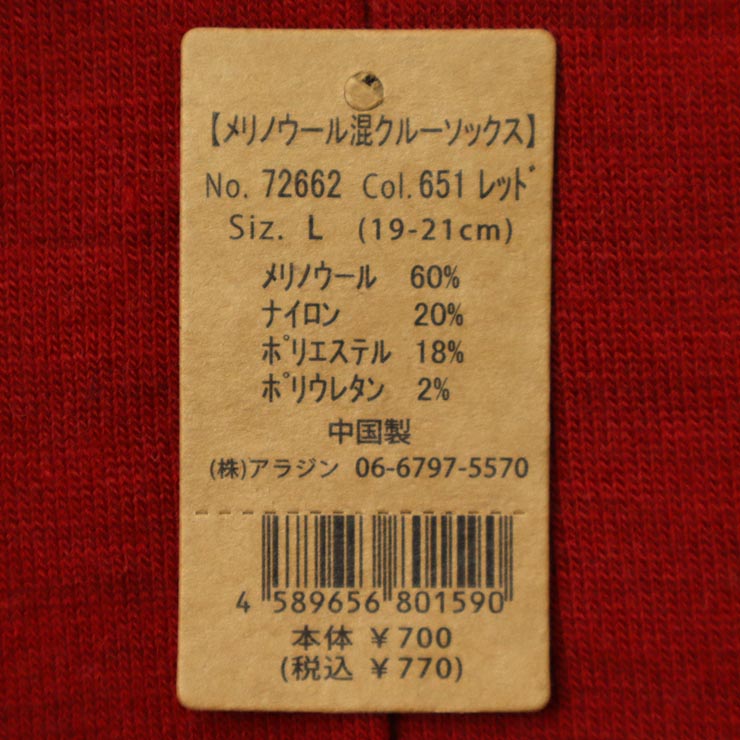 【メリノウール混クルーソックス】
No. 72662 Col. 651 レッド
Siz. L (19-21cm)
メリノウール 60%
ナイロン 20%
ポリエステル 18%
ポリウレタン 2%
中国製
(株)アラジン 06-6797-5570
4 589656 801590
本体 ￥700
(税込 ￥770)